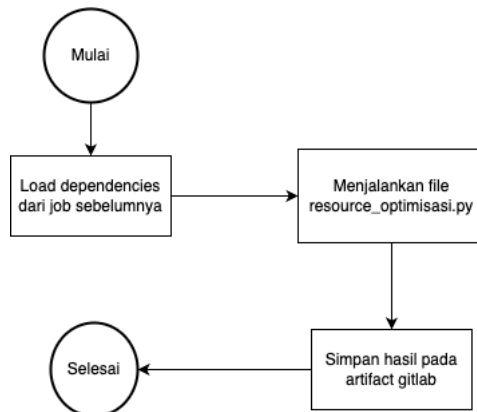 Mulai
Load dependencies
dari job sebelumnya
Menjalankan file
resource_optimisasi.py
Simpan hasil pada
artifact gitlab
Selesai